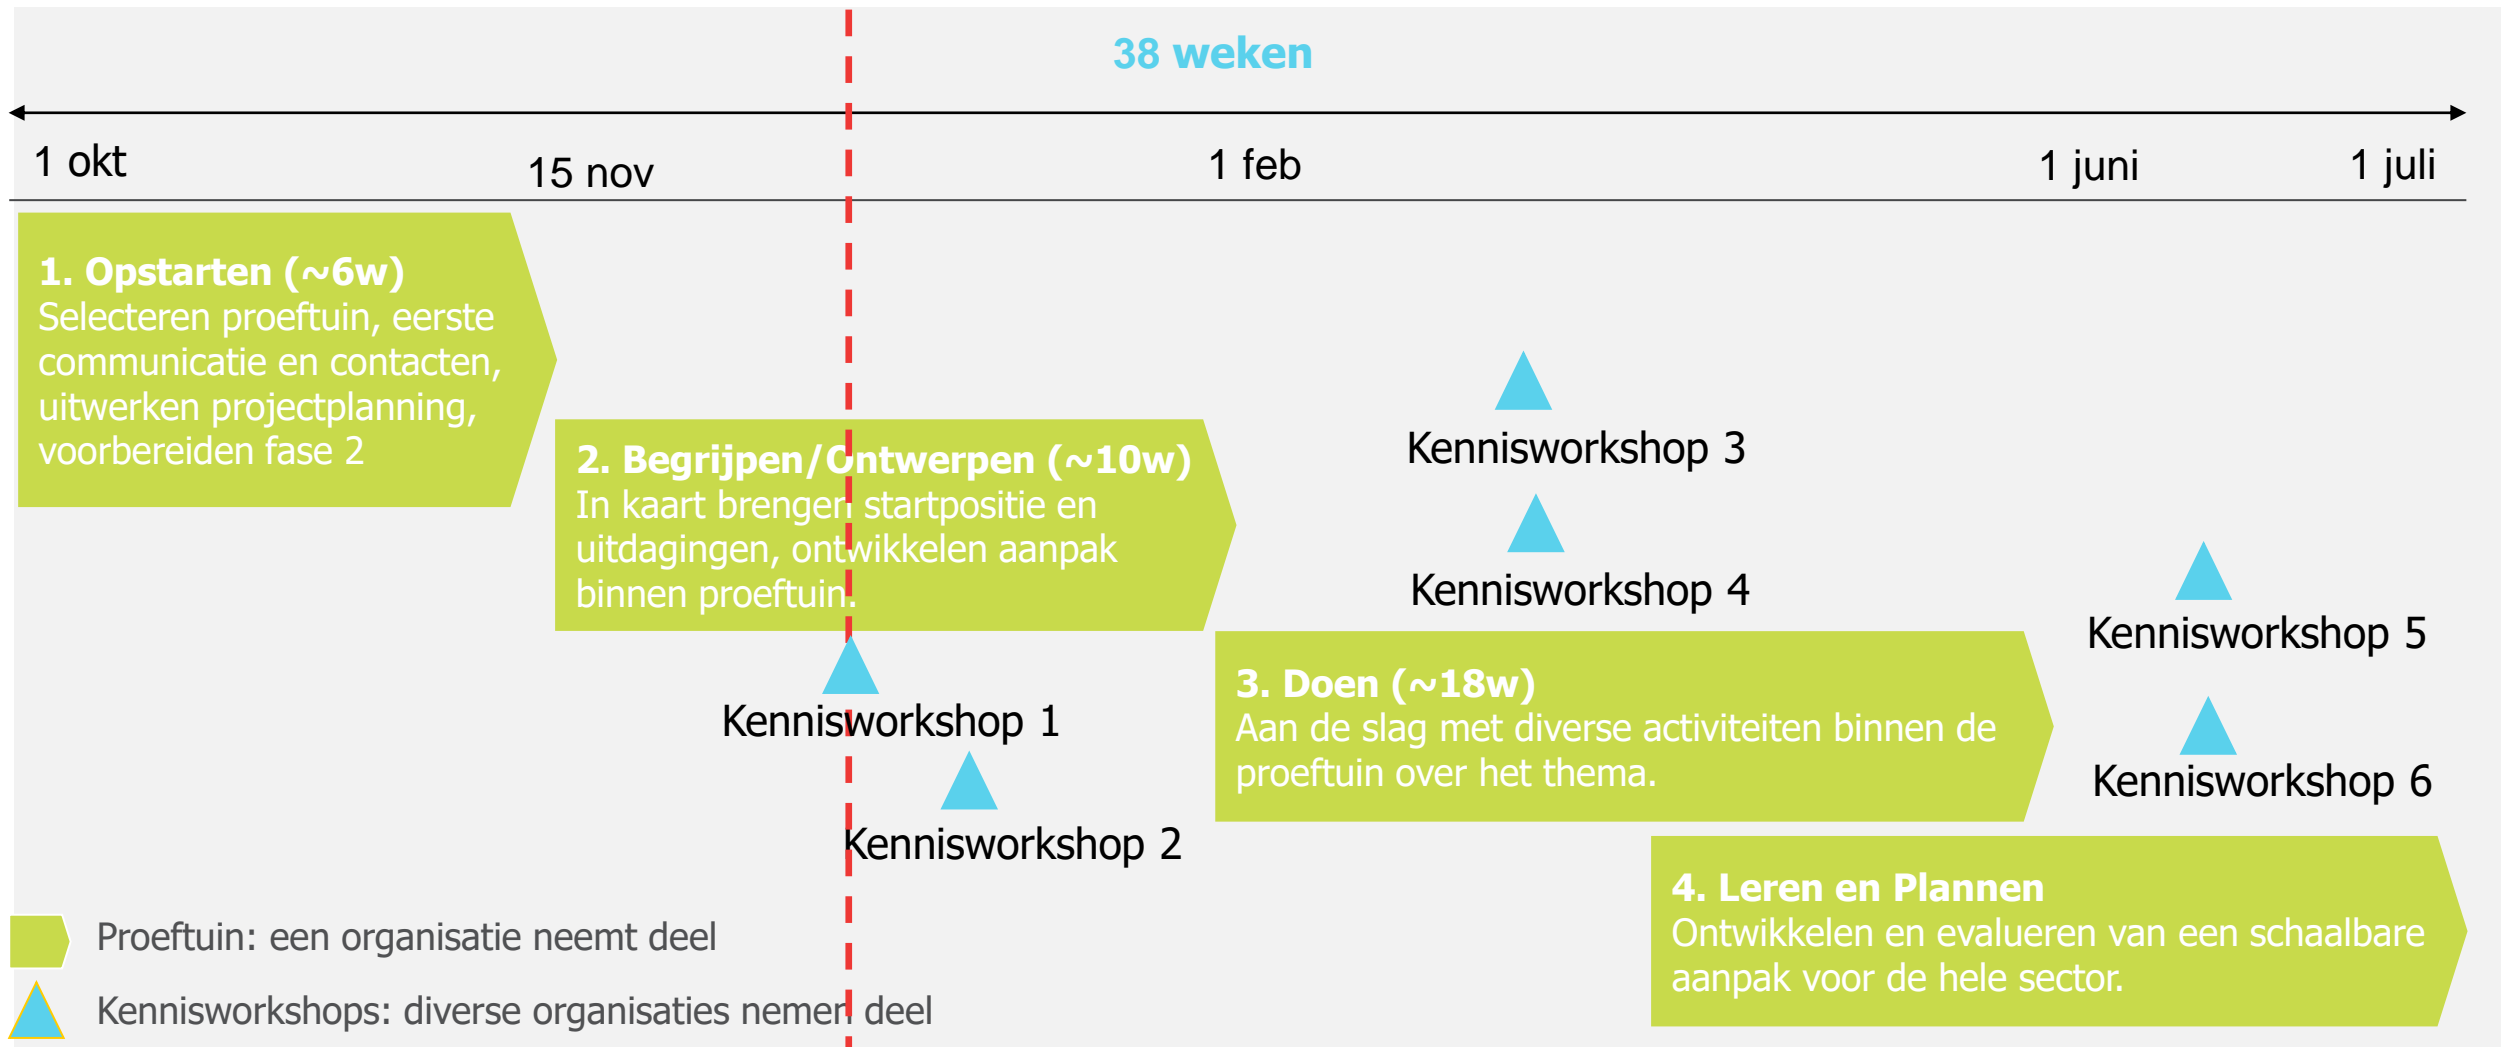 38 weken
1 okt
15 nov
1 feb
1 juni
1 juli
1. Opstarten (~6w)
Selecteren proeftuin, eerste
communicatie en contacten,
uitwerken projectplanning,
voorbereiden fase 2
2. Begrijpen/Ontwerpen (~10w)
In kaart brengen startpositie en
uitdagingen, ontwikkelen aanpak
binnen proeftuin.
Kennisworkshop 1
Kennisworkshop 2
Kennisworkshop 3
Kennisworkshop 4
3. Doen (~18w)
Aan de slag met diverse activiteiten binnen de
proeftuin over het thema.
Kennisworkshop 5
Kennisworkshop 6
4. Leren en Plannen
Ontwikkelen en evalueren van een schaalbare
aanpak voor de hele sector.
Proeftuin: een organisatie neemt deel
Kennisworkshops: diverse organisaties nemen deel